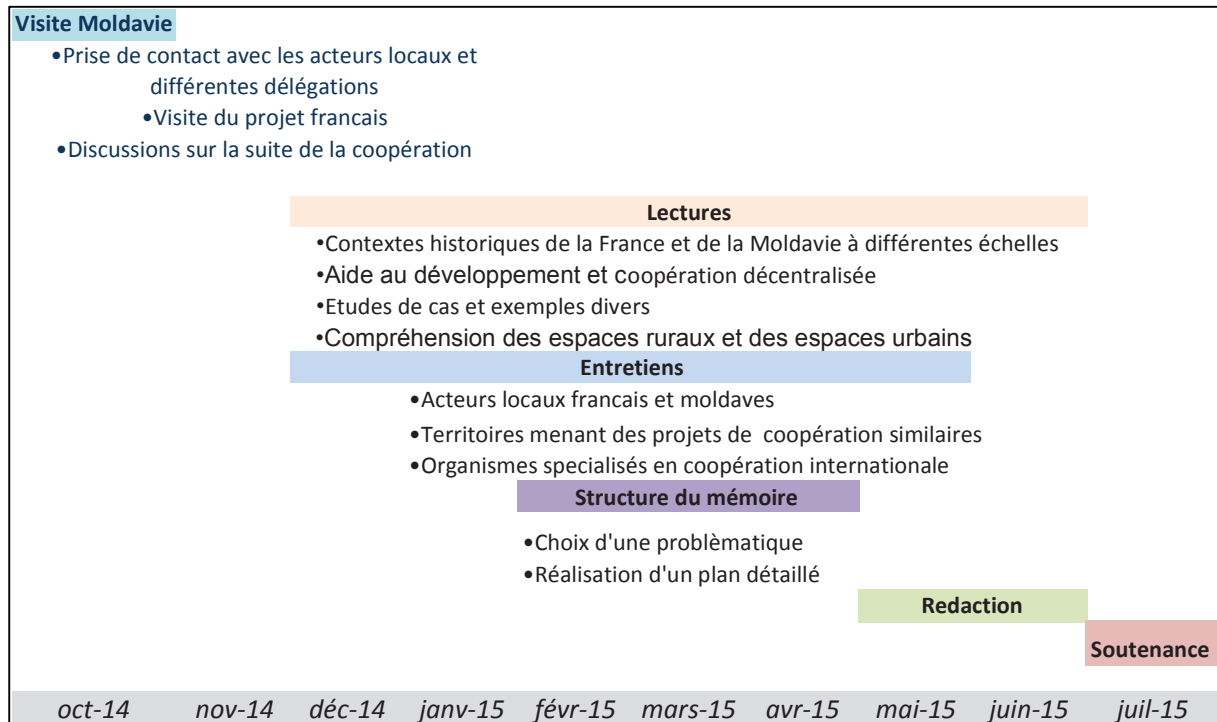 Visite Moldavie
•Prise de contact avec les acteurs locaux et
différentes délégations
•Visite du projet francais
•Discussions sur la suite de la coopération
Lectures
•Contextes historiques de la France et de la Moldavie à différentes échelles
•Aide au développement et coopération décentralisée
•Etudes de cas et exemples divers
•Compréhension des espaces ruraux et des espaces urbains
Entretiens
•Acteurs locaux francais et moldaves
•Territoires menant des projets de coopération similaires
•Organismes specialisés en coopération internationale
Structure du mémoire
•Choix d'une problèmatique
•Réalisation d'un plan détaillé
Redaction
Soutenance
oct-14 nov-14 déc-14 janv-15 févr-15 mars-15 avr-15 mai-15 juin-15 juil-15